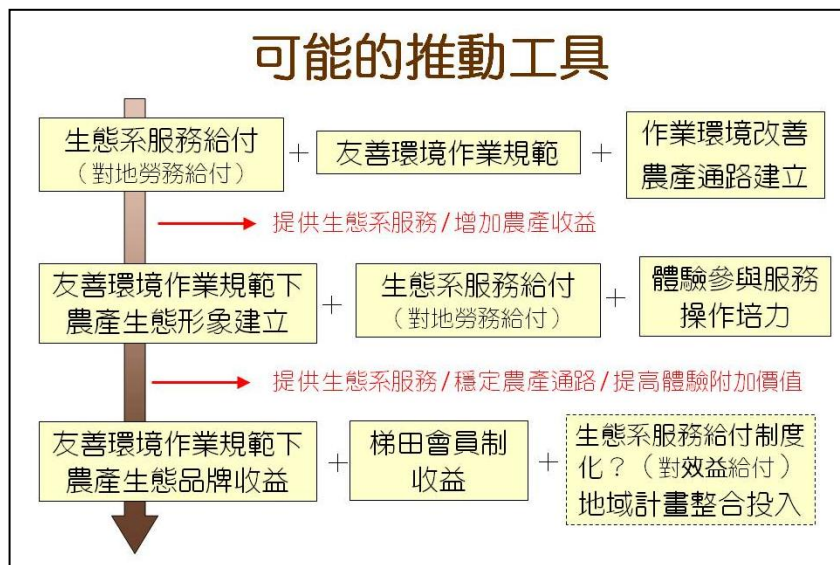 可能的推動工具
生態系服務給付
（對地勞務給付）
+
友善環境作業規範
+
作業環境改善
農產通路建立
提供生態系服務/增加農產收益
友善環境作業規範下
農產生態形象建立
+
生態系服務給付
（對地勞務給付）
+
體驗參與服務
操作培力
提供生態系服務/穩定農產通路/提高體驗附加價值
友善環境作業規範下
農產生態品牌收益
+
梯田會員制
收益
+
生態系服務給付制度
化？（對效益給付）
地域計畫整合投入